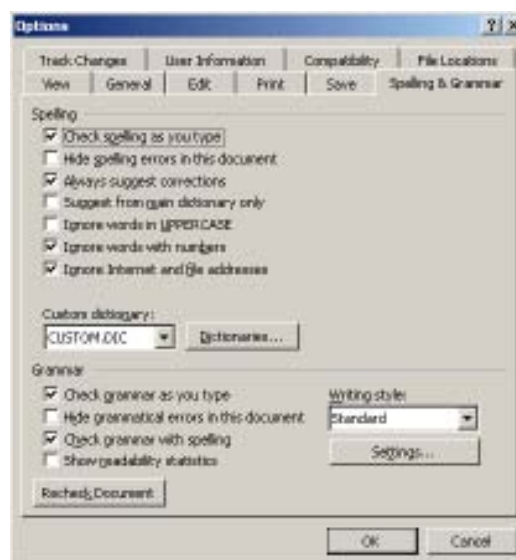 Options
Track Changes User Information Compatibility File Locations
View General Edit Print Save Spelling & Grammar
Spelling
Check spelling as you type
Hide spelling errors in this document
Always suggest corrections
Suggest from main dictionary only
Ignore words in UPPERCASE
Ignore words with numbers
Ignore Internet and file addresses
Custom dictionary:
CUSTOM.DIC Dictionaries...
Grammar
Check grammar as you type Writing style:
Hide grammatical errors in this document Standard
Check grammar with spelling
Show readability statistics Settings...
Recheck Document
OK Cancel